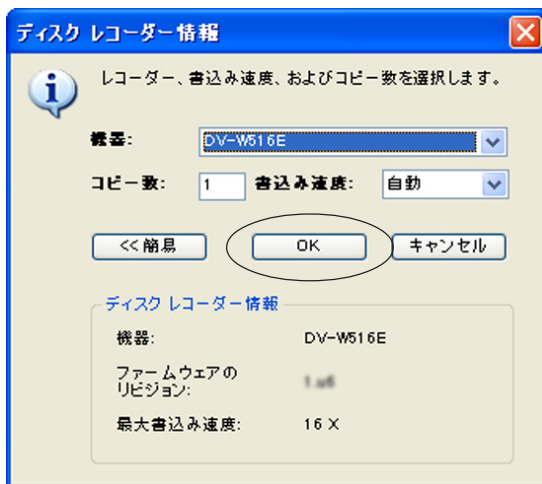 ディスク レコーダー情報
レコーダー、書込み速度、およびコピー数を選択します。
機器: DV-W516E
コピー数: 1 書込み速度: 自動
<< 簡易 OK キャンセル
ディスク レコーダー情報
機器: DV-W516E
ファームウェアの
リビジョン:
最大書込み速度: 16 X